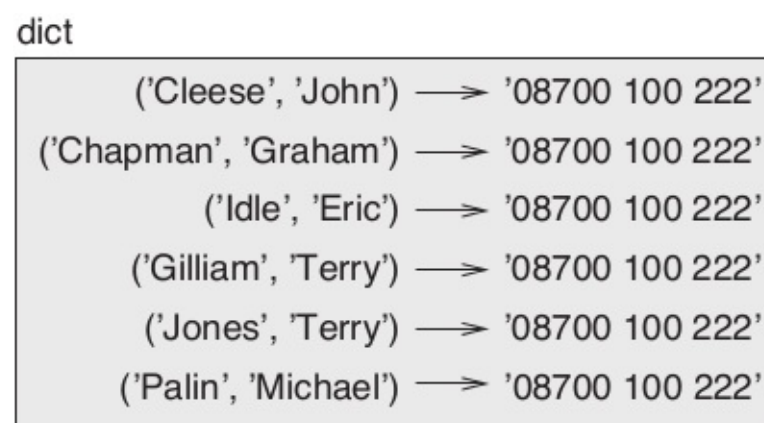 dict
('Cleese', 'John') → '08700 100 222'
('Chapman', 'Graham') → '08700 100 222'
('Idle', 'Eric') → '08700 100 222'
('Gilliam', 'Terry') → '08700 100 222'
('Jones', 'Terry') → '08700 100 222'
('Palin', 'Michael') → '08700 100 222'